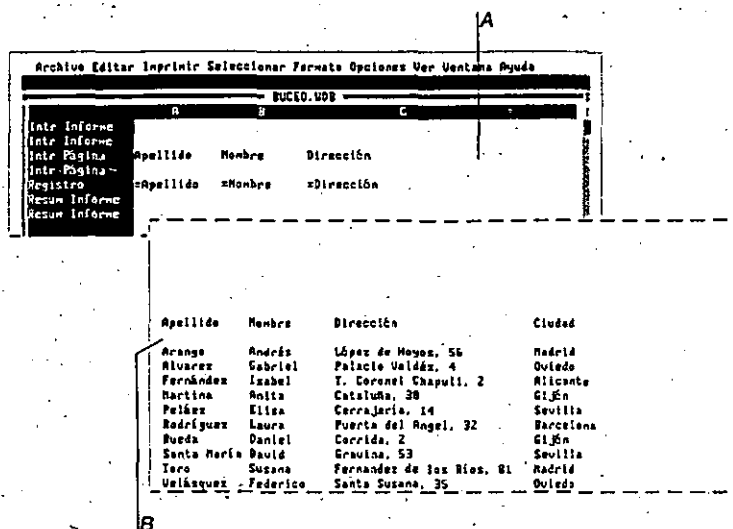 A
Archivo Editar Imprimir Seleccionar Formato Opciones Ver Ventana Ayuda
BUCEO.WDB
A B C
Intr Informe
Intr Informe
Intr Página Apellido Nombre Dirección
Intr Página
Registro =Apellido =Nombre =Dirección
Resum Informe
Resum Informe
Apellido Nombre Dirección Ciudad
Arango Andrés López de Hoyos, 56 Madrid
Alvarez Gabriel Palacio Valdéz, 4 Oviedo
Fernández Isabel T. Coronel Chapuli, 2 Alicante
Martina Anita Cataluña, 38 Gijón
Peláez Elisa Cerrajería, 14 Sevilla
Rodríguez Laura Puerta del Angel, 32 Barcelona
Rueda Daniel Corrida, 2 Gijón
Santa María David Gravina, 53 Sevilla
Toro Susana Fernandez de los Ríos, 81 Madrid
Velásquez Federico Santa Susana, 35 Oviedo
B